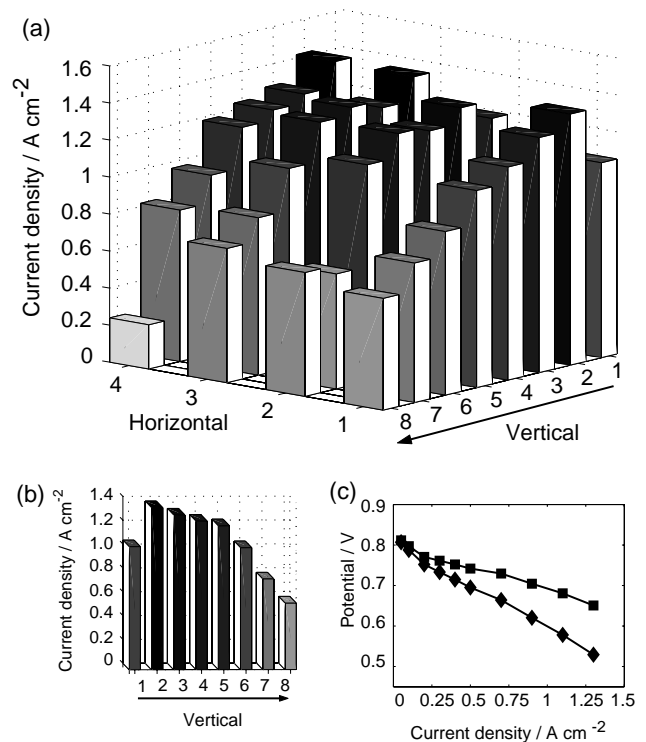 (a)
Current density / A cm-2
1.6
1.4
1.2
1
0.8
0.6
0.4
0.2
0
4
3
2
1
Horizontal
8
7
6
5
4
3
2
1
Vertical
(b)
Current density / A cm-2
1.4
1.2
1.0
0.8
0.6
0.4
0.2
0
1 2 3 4 5 6 7 8
Vertical
(c)
Potential / V
0.9
0.8
0.7
0.6
0.5
0 0.25 0.5 0.75 1 1.25 1.5
Current density / A cm -2